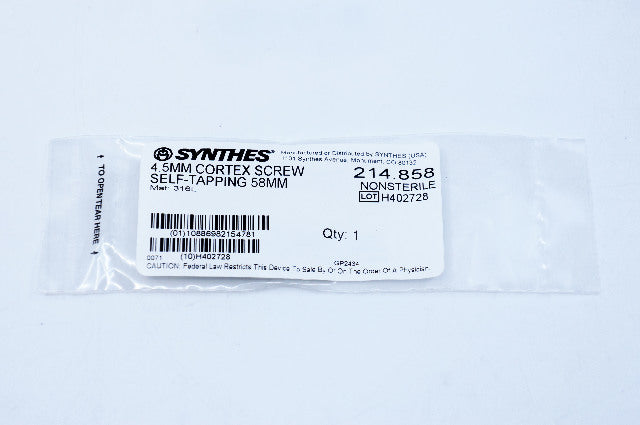 SYNTHES®
Manufactured or Distributed by SYNTHES (USA)
1101 Synthes Avenue, Monument, CO 80132
4.5MM CORTEX SCREW
SELF-TAPPING 58MM
Mat: 316L
214.858
NONSTERILE
LOT H402728
(01)10886982154781
Qty: 1
(10)H402728
0071
GP2434
CAUTION: Federal Law Restricts This Device To Sale By Or On The Order Of A Physician
TO OPEN TEAR HERE